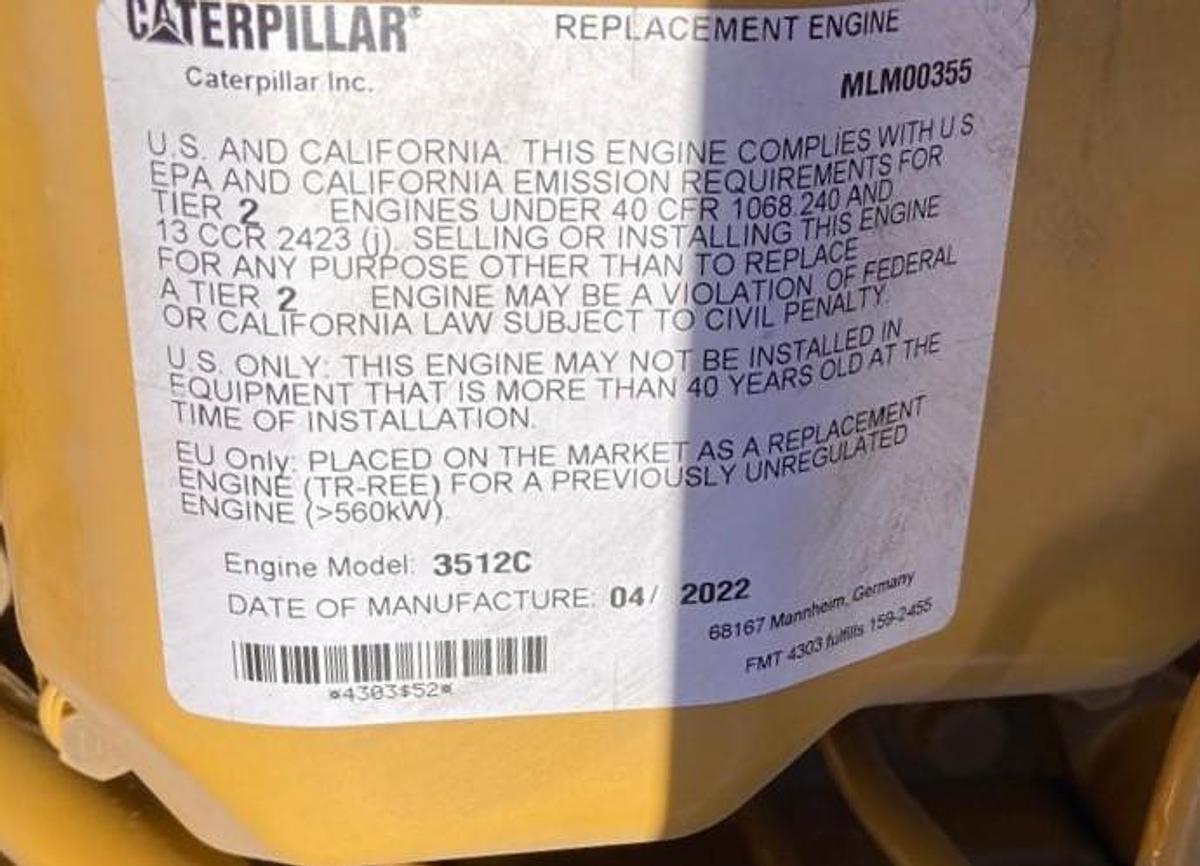 CATERPILLAR®
REPLACEMENT ENGINE
Caterpillar Inc.
MLM00355
U.S. AND CALIFORNIA: THIS ENGINE COMPLIES WITH U S
EPA AND CALIFORNIA EMISSION REQUIREMENTS FOR
TIER 2 ENGINES UNDER 40 CFR 1068.240 AND
13 CCR 2423 (j). SELLING OR INSTALLING THIS ENGINE
FOR ANY PURPOSE OTHER THAN TO REPLACE
A TIER 2 ENGINE MAY BE A VIOLATION OF FEDERAL
OR CALIFORNIA LAW SUBJECT TO CIVIL PENALTY.
U.S. ONLY: THIS ENGINE MAY NOT BE INSTALLED IN
EQUIPMENT THAT IS MORE THAN 40 YEARS OLD AT THE
TIME OF INSTALLATION.
EU Only: PLACED ON THE MARKET AS A REPLACEMENT
ENGINE (TR-REE) FOR A PREVIOUSLY UNREGULATED
ENGINE (>560kW).
Engine Model: 3512C
DATE OF MANUFACTURE: 04/ 2022
68167 Mannheim, Germany
FMT 4303 fulfills 159-2455
*4303$52*